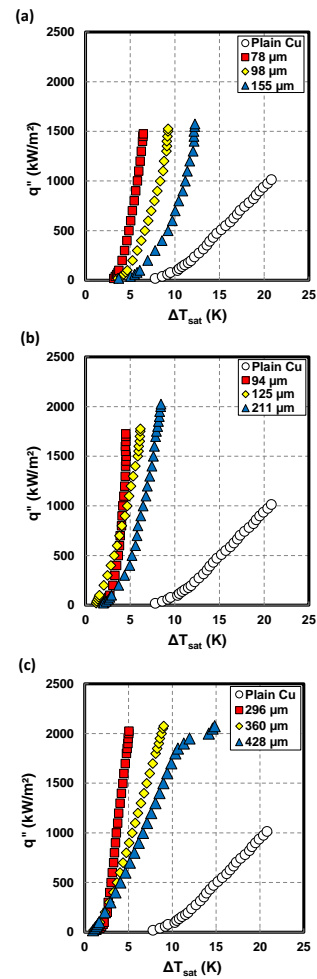 (a)
2500
2000
1500
1000
500
0
q" (kW/m²)
Plain Cu
78 µm
98 µm
155 µm
0 5 10 15 20 25
ΔTsat (K)
(b)
2500
2000
1500
1000
500
0
q" (kW/m²)
Plain Cu
94 µm
125 µm
211 µm
0 5 10 15 20 25
ΔTsat (K)
(c)
2500
2000
1500
1000
500
0
q" (kW/m²)
Plain Cu
296 µm
360 µm
428 µm
0 5 10 15 20 25
ΔTsat (K)